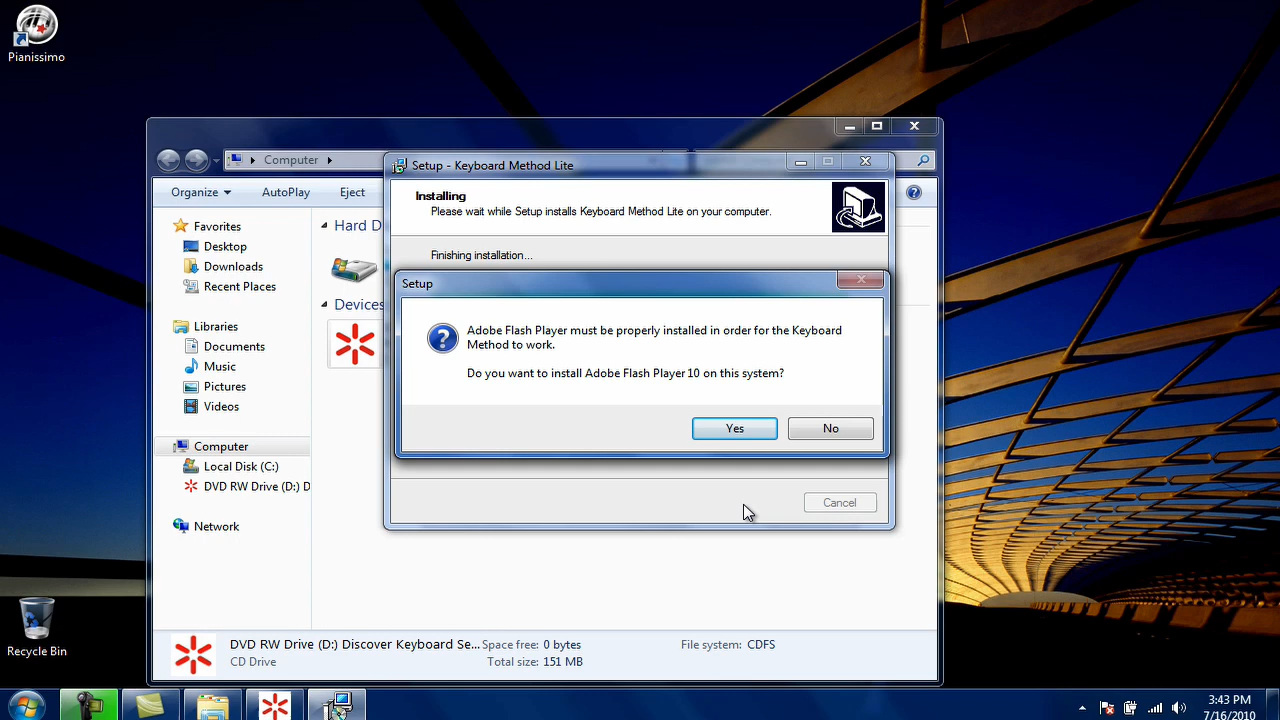 Pianissimo
Computer
Setup - Keyboard Method Lite
Organize
AutoPlay
Eject
Installing
Please wait while Setup installs Keyboard Method Lite on your computer.
Favorites
Desktop
Downloads
Recent Places
Hard D
Finishing installation...
Setup
Devices
Adobe Flash Player must be properly installed in order for the Keyboard
Method to work.
Do you want to install Adobe Flash Player 10 on this system?
Yes
No
Libraries
Documents
Music
Pictures
Videos
Computer
Local Disk (C:)
DVD RW Drive (D:) D
Network
Cancel
Recycle Bin
DVD RW Drive (D:) Discover Keyboard Se...
Space free: 0 bytes
File system: CDFS
CD Drive
Total size: 151 MB
3:43 PM
7/16/2010